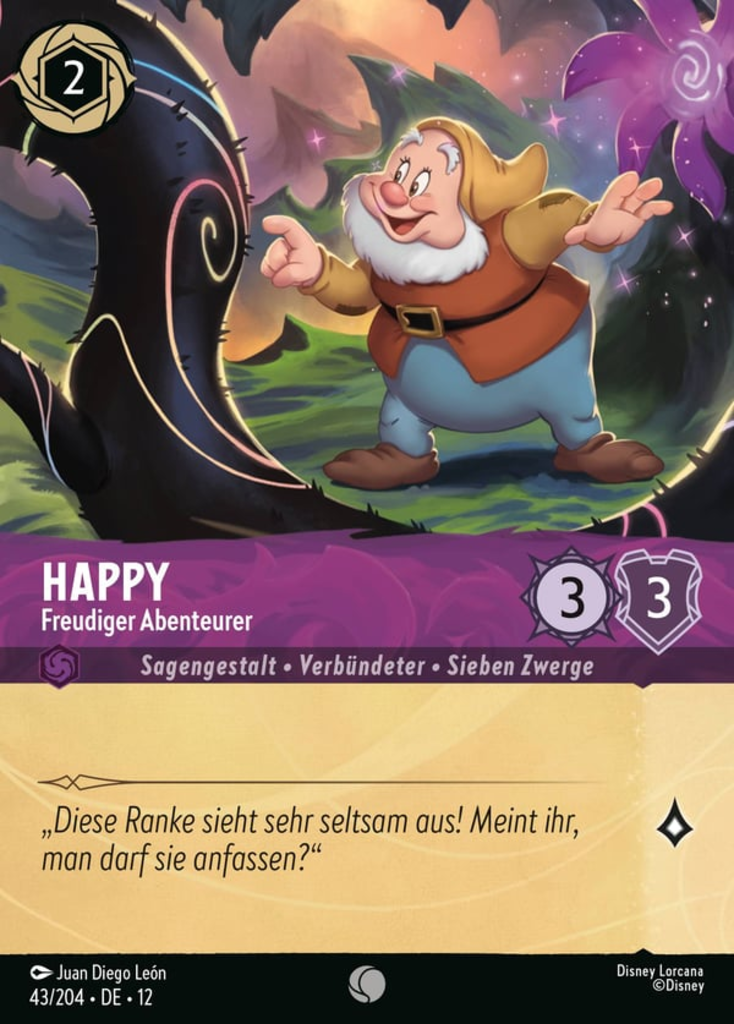 2
HAPPY
Freudiger Abenteurer
3 3
Sagengestalt • Verbündeter • Sieben Zwerge
„Diese Ranke sieht sehr seltsam aus! Meint ihr,
man darf sie anfassen?“
Juan Diego León
43/204 • DE • 12
Disney Lorcana
©Disney